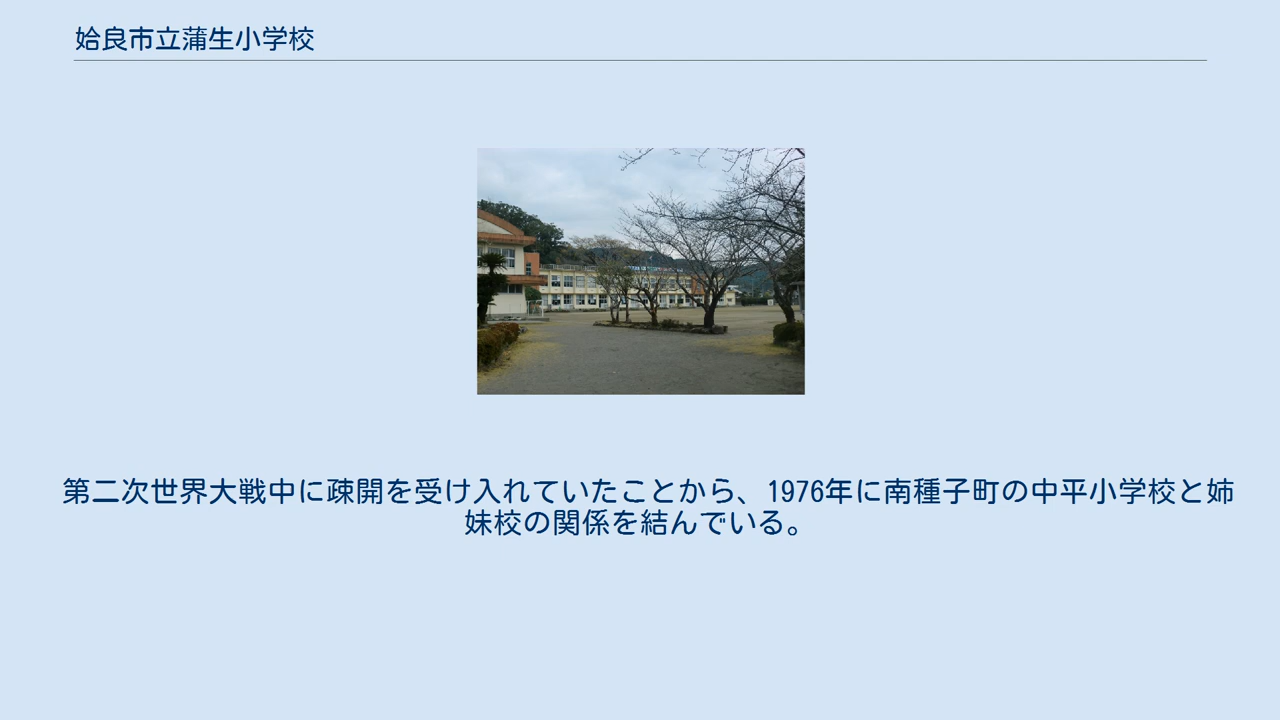 姶良市立蒲生小学校
第二次世界大戦中に疎開を受け入れていたことから、1976年に南種子町の中平小学校と姉
妹校の関係を結んでいる。